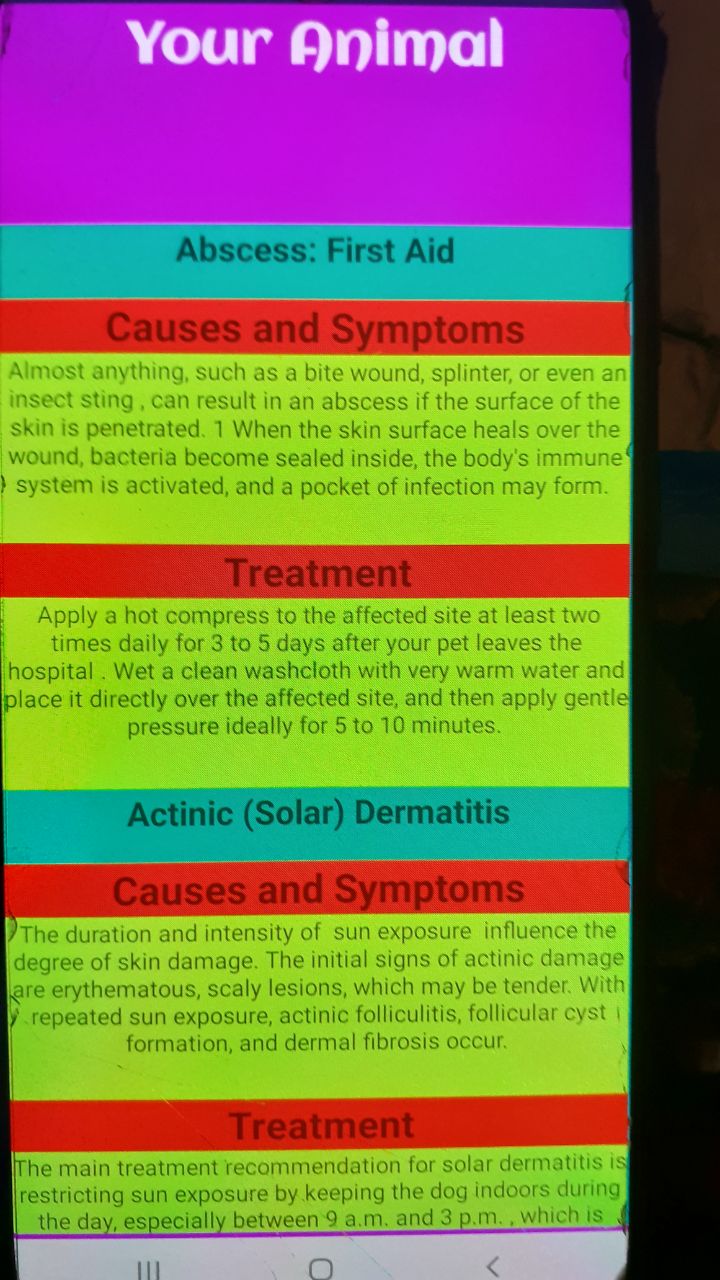 Your Animal
Abscess: First Aid
Causes and Symptoms
Almost anything, such as a bite wound, splinter, or even an
insect sting , can result in an abscess if the surface of the
skin is penetrated. 1 When the skin surface heals over the
wound, bacteria become sealed inside, the body's immune
system is activated, and a pocket of infection may form.
Treatment
Apply a hot compress to the affected site at least two
times daily for 3 to 5 days after your pet leaves the
hospital . Wet a clean washcloth with very warm water and
place it directly over the affected site, and then apply gentle
pressure ideally for 5 to 10 minutes.
Actinic (Solar) Dermatitis
Causes and Symptoms
The duration and intensity of  sun exposure  influence the
degree of skin damage. The initial signs of actinic damage
are erythematous, scaly lesions, which may be tender. With
repeated sun exposure, actinic folliculitis, follicular cyst
formation, and dermal fibrosis occur.
Treatment
The main treatment recommendation for solar dermatitis is
restricting sun exposure by keeping the dog indoors during
the day, especially between 9 a.m. and 3 p.m. , which is